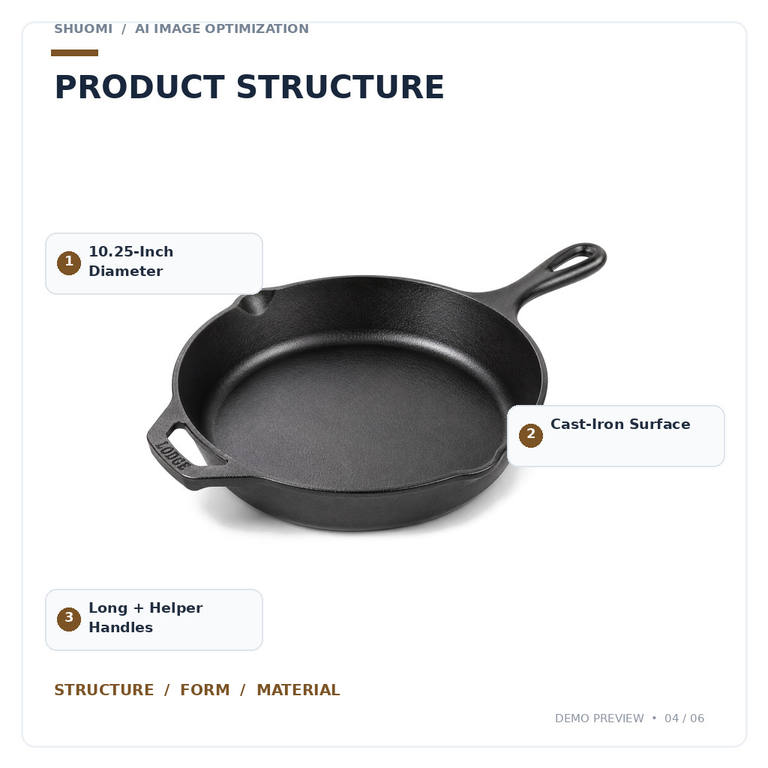 SHUOMI / AI IMAGE OPTIMIZATION
PRODUCT STRUCTURE
1 10.25-Inch
Diameter
LODGE
2 Cast-Iron Surface
3 Long + Helper
Handles
STRUCTURE / FORM / MATERIAL
DEMO PREVIEW • 04 / 06